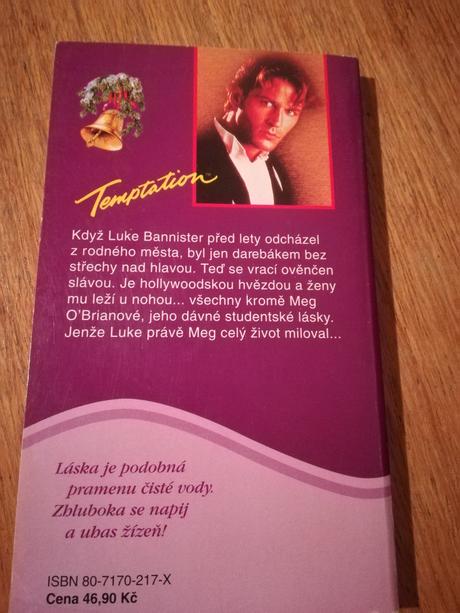 Temptation
Když Luke Bannister před lety odcházel
z rodného města, byl jen darebákem bez
střechy nad hlavou. Teď se vrací ověnčen
slávou. Je hollywoodskou hvězdou a ženy
mu leží u nohou... všechny kromě Meg
O'Brianové, jeho dávné studentské lásky.
Jenže Luke právě Meg celý život miloval...
Láska je podobná
pramenu čisté vody.
Zhluboka se napij
a uhas žízeň!
ISBN 80-7170-217-X
Cena 46,90 Kč